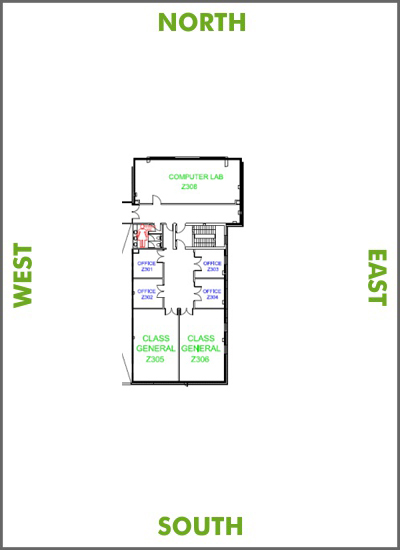 NORTH
COMPUTER LAB
Z308
WEST
EAST
OFFICE
Z301
OFFICE
Z303
OFFICE
Z302
OFFICE
Z304
CLASS
GENERAL
Z305
CLASS
GENERAL
Z306
SOUTH